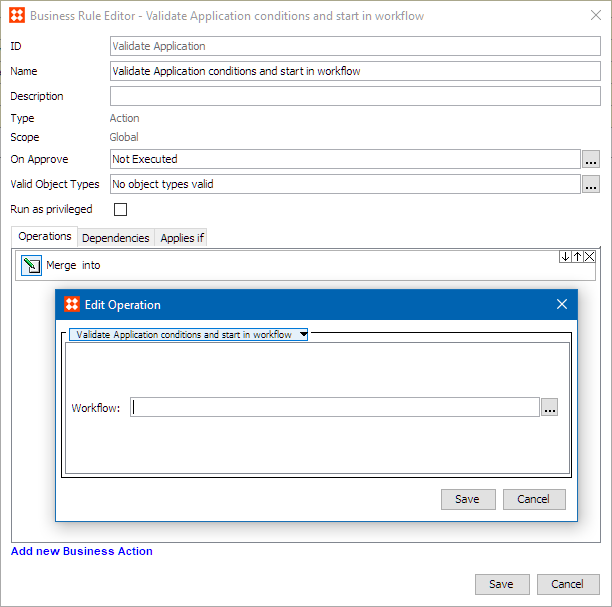 Business Rule Editor - Validate Application conditions and start in workflow
ID Validate Application
Name Validate Application conditions and start in workflow
Description
Type Action
Scope Global
On Approve Not Executed ...
Valid Object Types No object types valid ...
Run as privileged
Operations Dependencies Applies if
Merge into
Edit Operation
Validate Application conditions and start in workflow
Workflow: ...
Save Cancel
Add new Business Action
Save Cancel